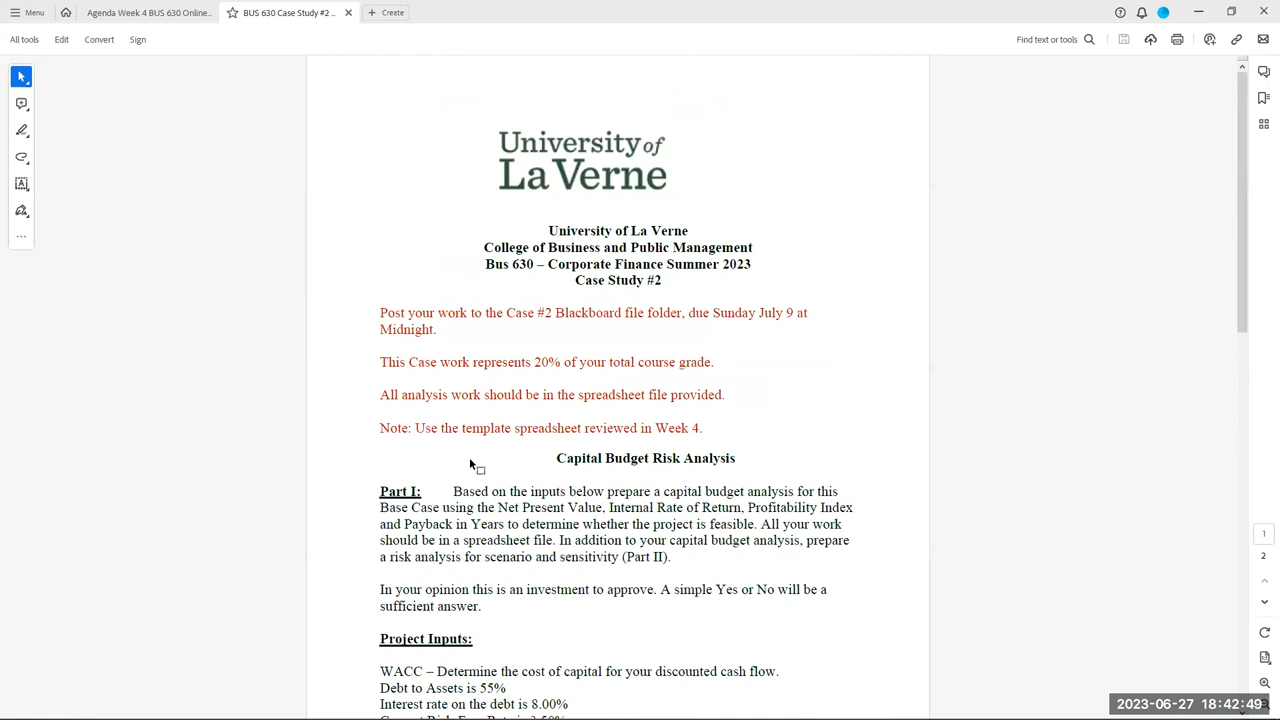 Menu
Agenda Week 4 BUS 630 Online...
BUS 630 Case Study #2 ...
Create
All tools
Edit
Convert
Sign
Find text or tools
University of
La Verne
University of La Verne
College of Business and Public Management
Bus 630 – Corporate Finance Summer 2023
Case Study #2
Post your work to the Case #2 Blackboard file folder, due Sunday July 9 at
Midnight.
This Case work represents 20% of your total course grade.
All analysis work should be in the spreadsheet file provided.
Note: Use the template spreadsheet reviewed in Week 4.
Capital Budget Risk Analysis
Part I: Based on the inputs below prepare a capital budget analysis for this
Base Case using the Net Present Value, Internal Rate of Return, Profitability Index
and Payback in Years to determine whether the project is feasible. All your work
should be in a spreadsheet file. In addition to your capital budget analysis, prepare
a risk analysis for scenario and sensitivity (Part II).
In your opinion this is an investment to approve. A simple Yes or No will be a
sufficient answer.
Project Inputs:
WACC – Determine the cost of capital for your discounted cash flow.
Debt to Assets is 55%
Interest rate on the debt is 8.00%
1
2
2023-06-27 18:42:49